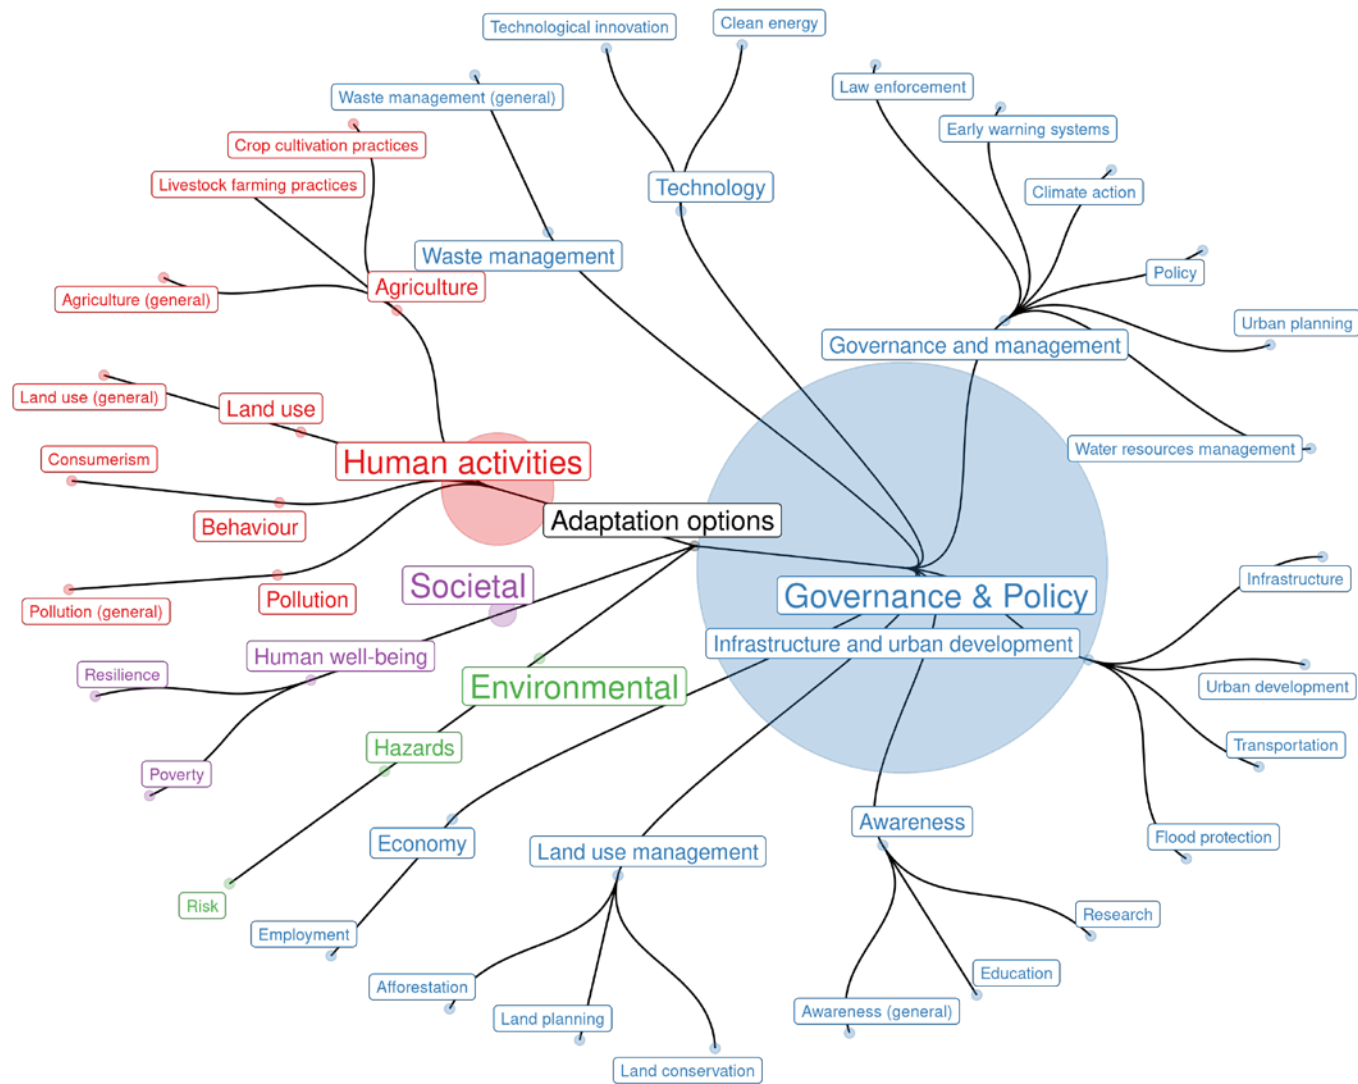 Technological innovation
Clean energy
Waste management (general)
Law enforcement
Early warning systems
Crop cultivation practices
Livestock farming practices
Technology
Climate action
Waste management
Policy
Agriculture
Agriculture (general)
Urban planning
Governance and management
Land use (general)
Land use
Water resources management
Consumerism
Human activities
Behaviour
Adaptation options
Infrastructure
Societal
Governance & Policy
Pollution
Pollution (general)
Infrastructure and urban development
Human well-being
Resilience
Environmental
Urban development
Hazards
Transportation
Poverty
Awareness
Flood protection
Economy
Land use management
Risk
Research
Employment
Education
Afforestation
Awareness (general)
Land planning
Land conservation